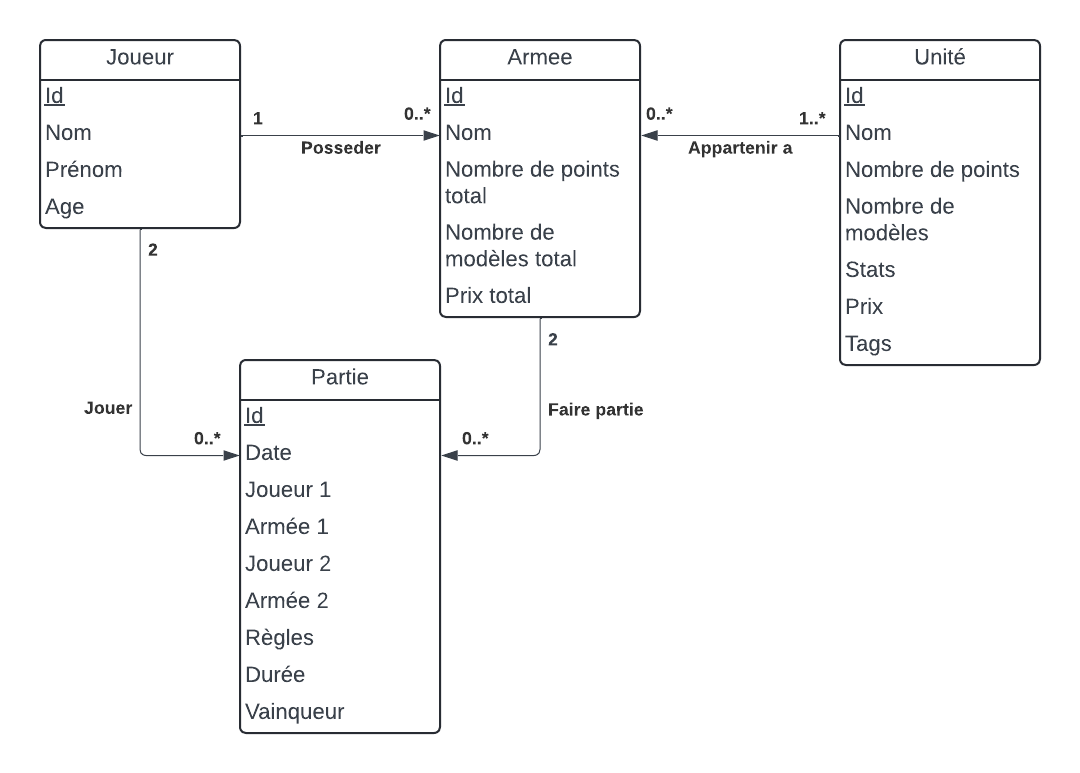 Joueur
Id
Nom
Prénom
Age
1
0..*
Posseder
Armee
Id
Nom
Nombre de points
total
Nombre de
modèles total
Prix total
0..*
1..*
Appartenir a
Unité
Id
Nom
Nombre de points
Nombre de
modèles
Stats
Prix
Tags
2
Jouer
0..*
2
Faire partie
0..*
Partie
Id
Date
Joueur 1
Armée 1
Joueur 2
Armée 2
Règles
Durée
Vainqueur